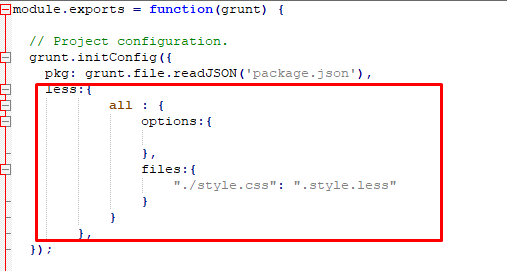 module.exports = function(grunt) {
// Project configuration.
grunt.initConfig({
pkg: grunt.file.readJSON('package.json'),
less:{
all : {
options:{
},
files:{
"./style.css": ".style.less"
}
}
},
});